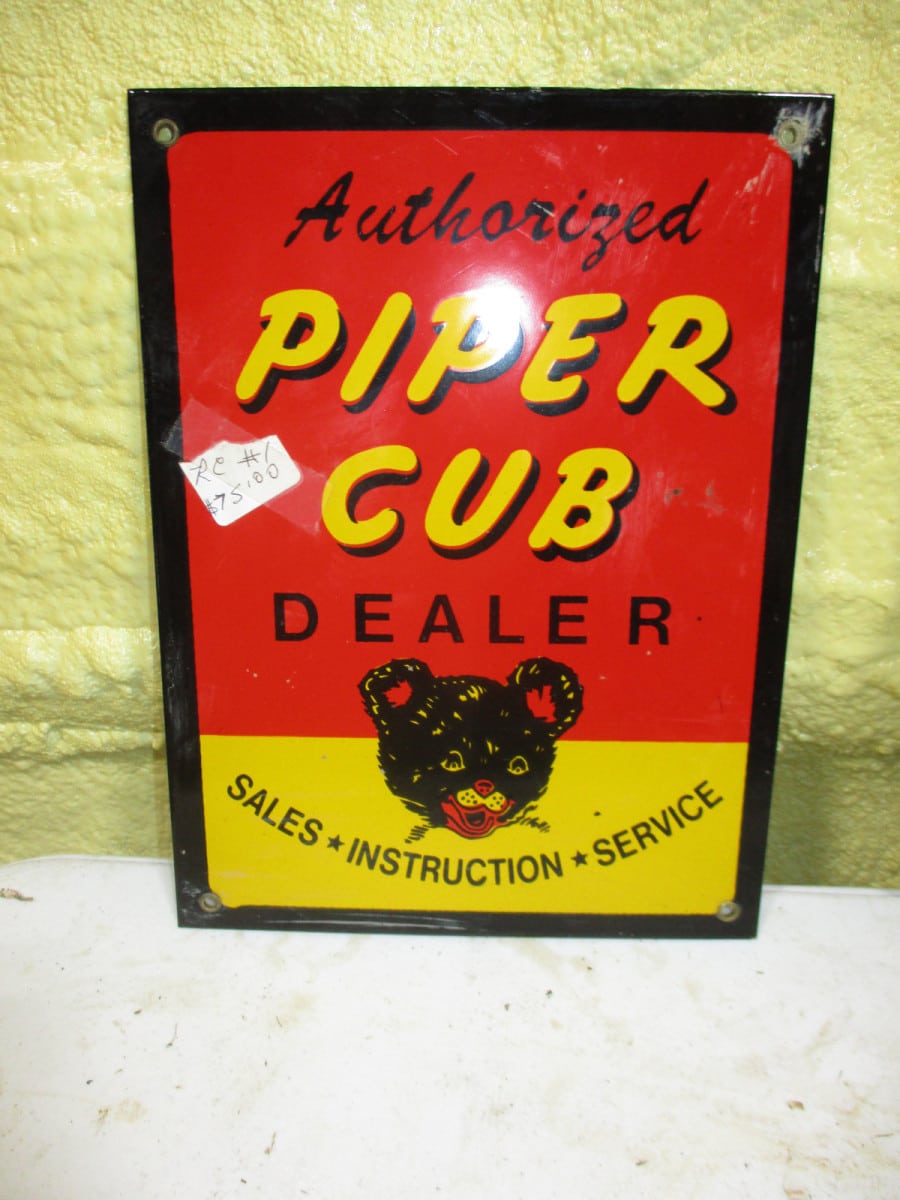 Authorized
PIPER
CUB
RC #1
$75.00
DEALER
SALES ★ INSTRUCTION ★ SERVICE